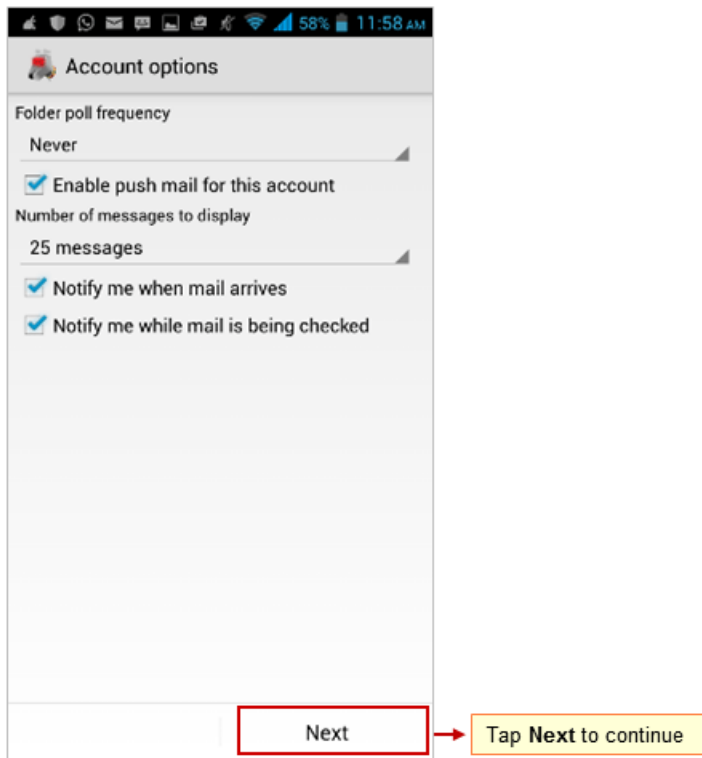 58% 11:58 AM
Account options
Folder poll frequency
Never
Enable push mail for this account
Number of messages to display
25 messages
Notify me when mail arrives
Notify me while mail is being checked
Next
Tap Next to continue